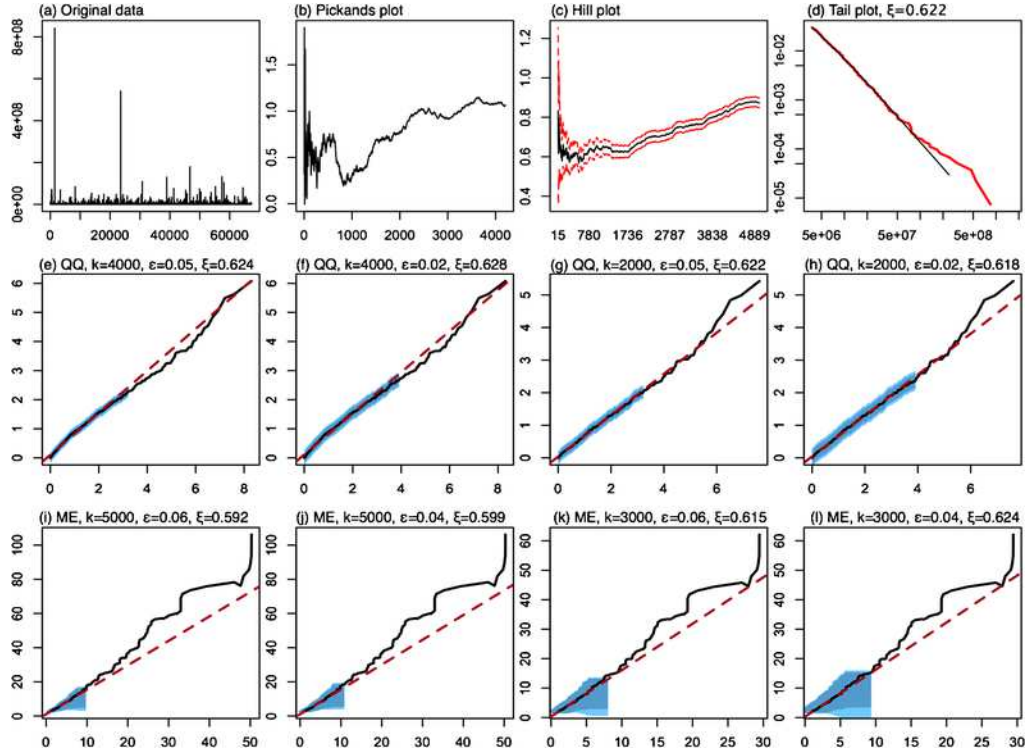 (a) Original data
(b) Pickands plot
(c) Hill plot
(d) Tail plot, ξ=0.622
0e+00 4e+08 8e+08
0 20000 40000 60000
0.0 0.5 1.0 1.5
0 1000 2000 3000 4000
0.4 0.6 0.8 1.0 1.2
15 780 1736 2787 3838 4889
1e-05 1e-04 1e-03 1e-02
5e+06 5e+07 5e+08
(e) QQ, k=4000, ε=0.05, ξ=0.624
(f) QQ, k=4000, ε=0.02, ξ=0.628
(g) QQ, k=2000, ε=0.05, ξ=0.622
(h) QQ, k=2000, ε=0.02, ξ=0.618
0 1 2 3 4 5 6
0 2 4 6 8
0 1 2 3 4 5 6
0 2 4 6 8
0 1 2 3 4 5
0 2 4 6
0 1 2 3 4 5
0 2 4 6
(i) ME, k=5000, ε=0.06, ξ=0.592
(j) ME, k=5000, ε=0.04, ξ=0.599
(k) ME, k=3000, ε=0.06, ξ=0.615
(l) ME, k=3000, ε=0.04, ξ=0.624
0 20 40 60 80 100
0 10 20 30 40 50
0 20 40 60 80 100
0 10 20 30 40 50
0 10 20 30 40 50 60
0 5 10 15 20 25 30
0 10 20 30 40 50 60
0 5 10 15 20 25 30